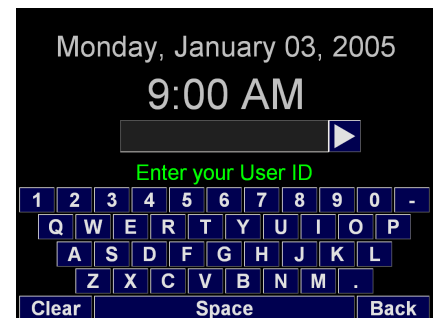 Monday, January 03, 2005
9:00 AM
Enter your User ID
1 2 3 4 5 6 7 8 9 0 -
Q W E R T Y U I O P
A S D F G H J K L
Z X C V B N M .
Clear Space Back